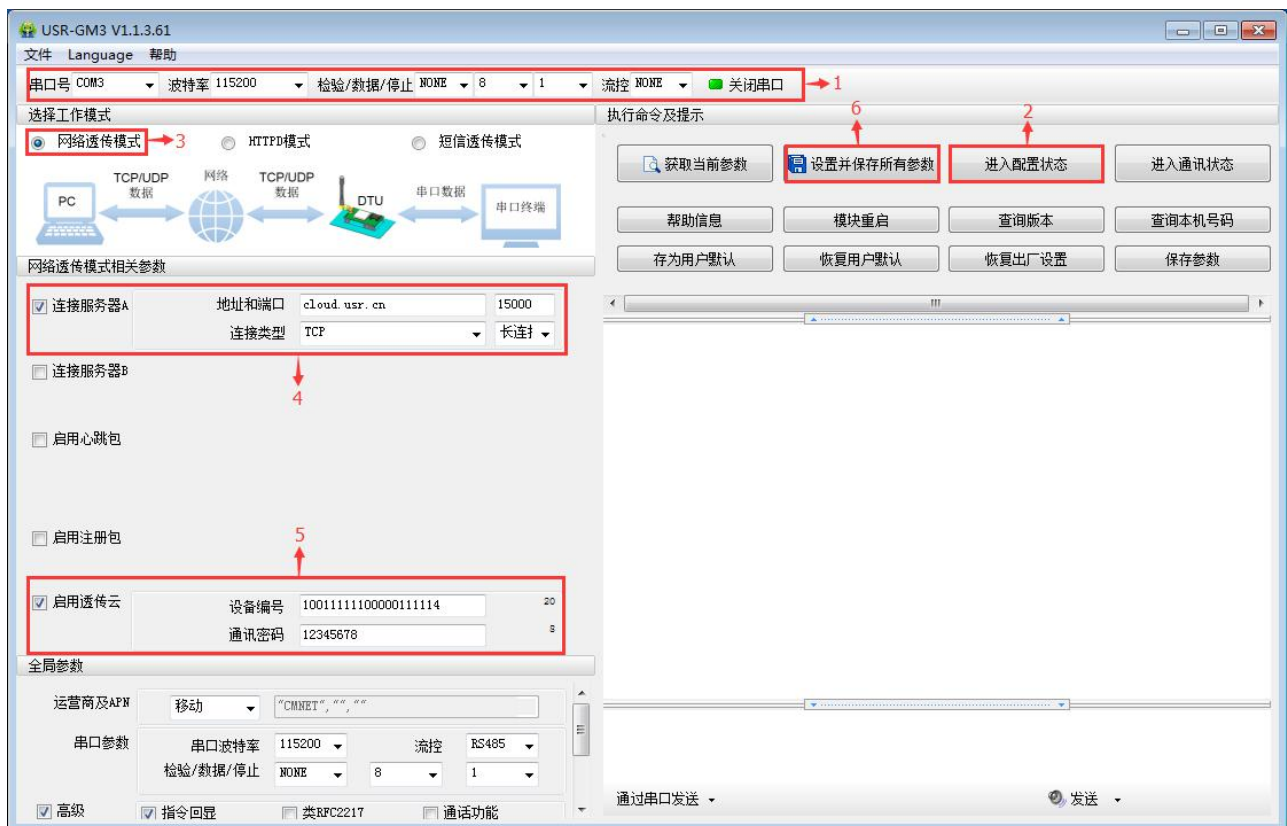 USR-GM3 V1.1.3.61
文件 Language 帮助
串口号 COM3 波特率 115200 检验/数据/停止 NONE 8 1 流控 NONE 关闭串口 1
选择工作模式
网络透传模式 3 HTTPD模式 短信透传模式
TCP/UDP 数据 网络 TCP/UDP 数据 串口数据
PC DTU 串口终端
网络透传模式相关参数
连接服务器A 地址和端口 cloud.usr.cn 15000
连接类型 TCP 长连接
4
连接服务器B
启用心跳包
启用注册包
5
启用透传云 设备编号 10011111100000111114 20
通讯密码 12345678 8
全局参数
运营商及APN 移动 "CMNET","",""
串口参数 串口波特率 115200 流控 RS485
检验/数据/停止 NONE 8 1
高级 指令回显 类RFC2217 通话功能
执行命令及提示
6 2
获取当前参数 设置并保存所有参数 进入配置状态 进入通讯状态
帮助信息 模块重启 查询版本 查询本机号码
存为用户默认 恢复用户默认 恢复出厂设置 保存参数
通过串口发送 发送